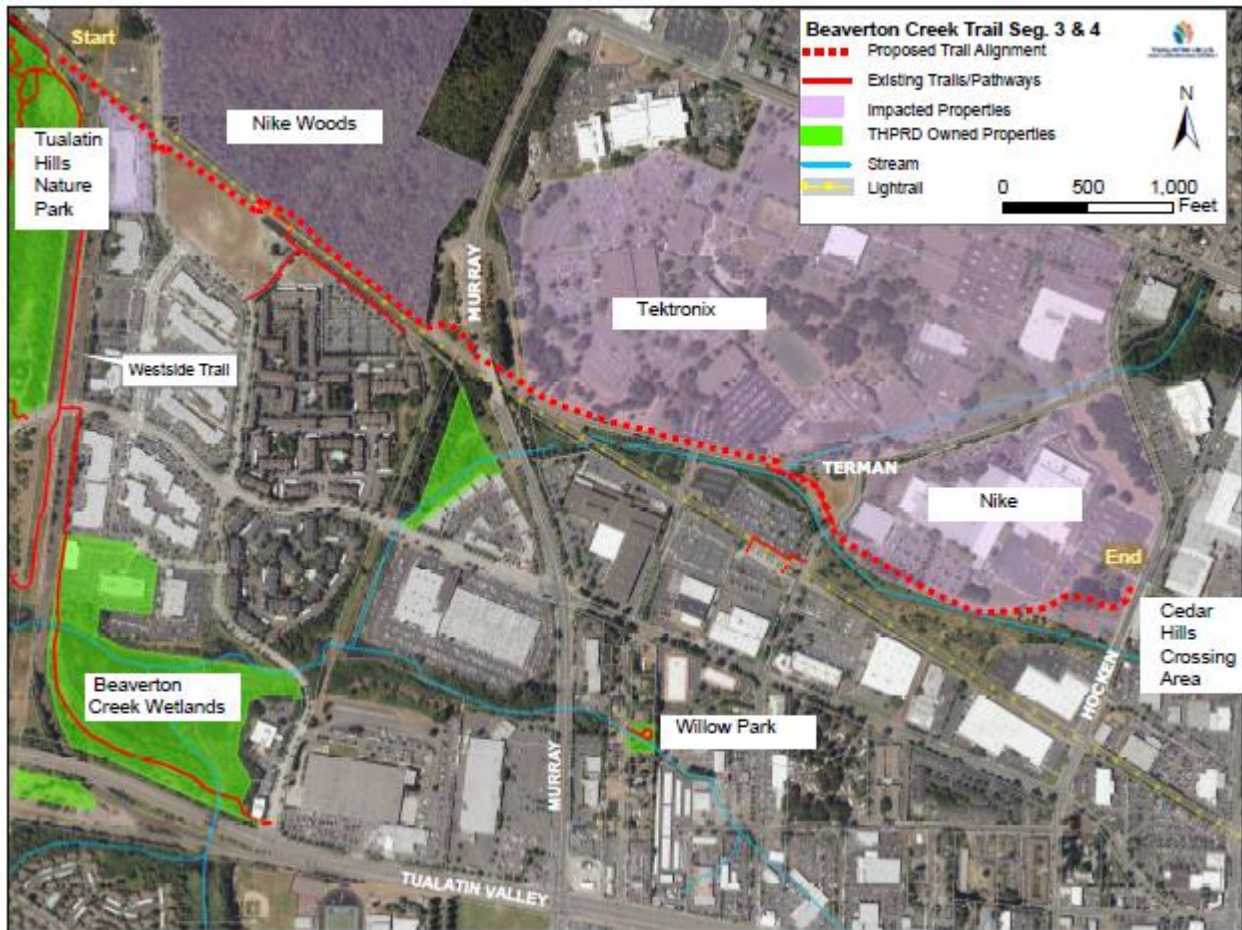 Beaverton Creek Trail Seg. 3 & 4
Proposed Trail Alignment
Existing Trails/Pathways
Impacted Properties
THPRD Owned Properties
Stream
Lightrail
N
0 500 1,000
Feet
TUALATIN HILLS
Start
Nike Woods
Tualatin
Hills
Nature
Park
MURRAY
Tektronix
Westside Trail
TERMAN
Nike
End
Cedar
Hills
Crossing
Area
HOCKEN
Beaverton
Creek Wetlands
Willow Park
MURRAY
TUALATIN VALLEY